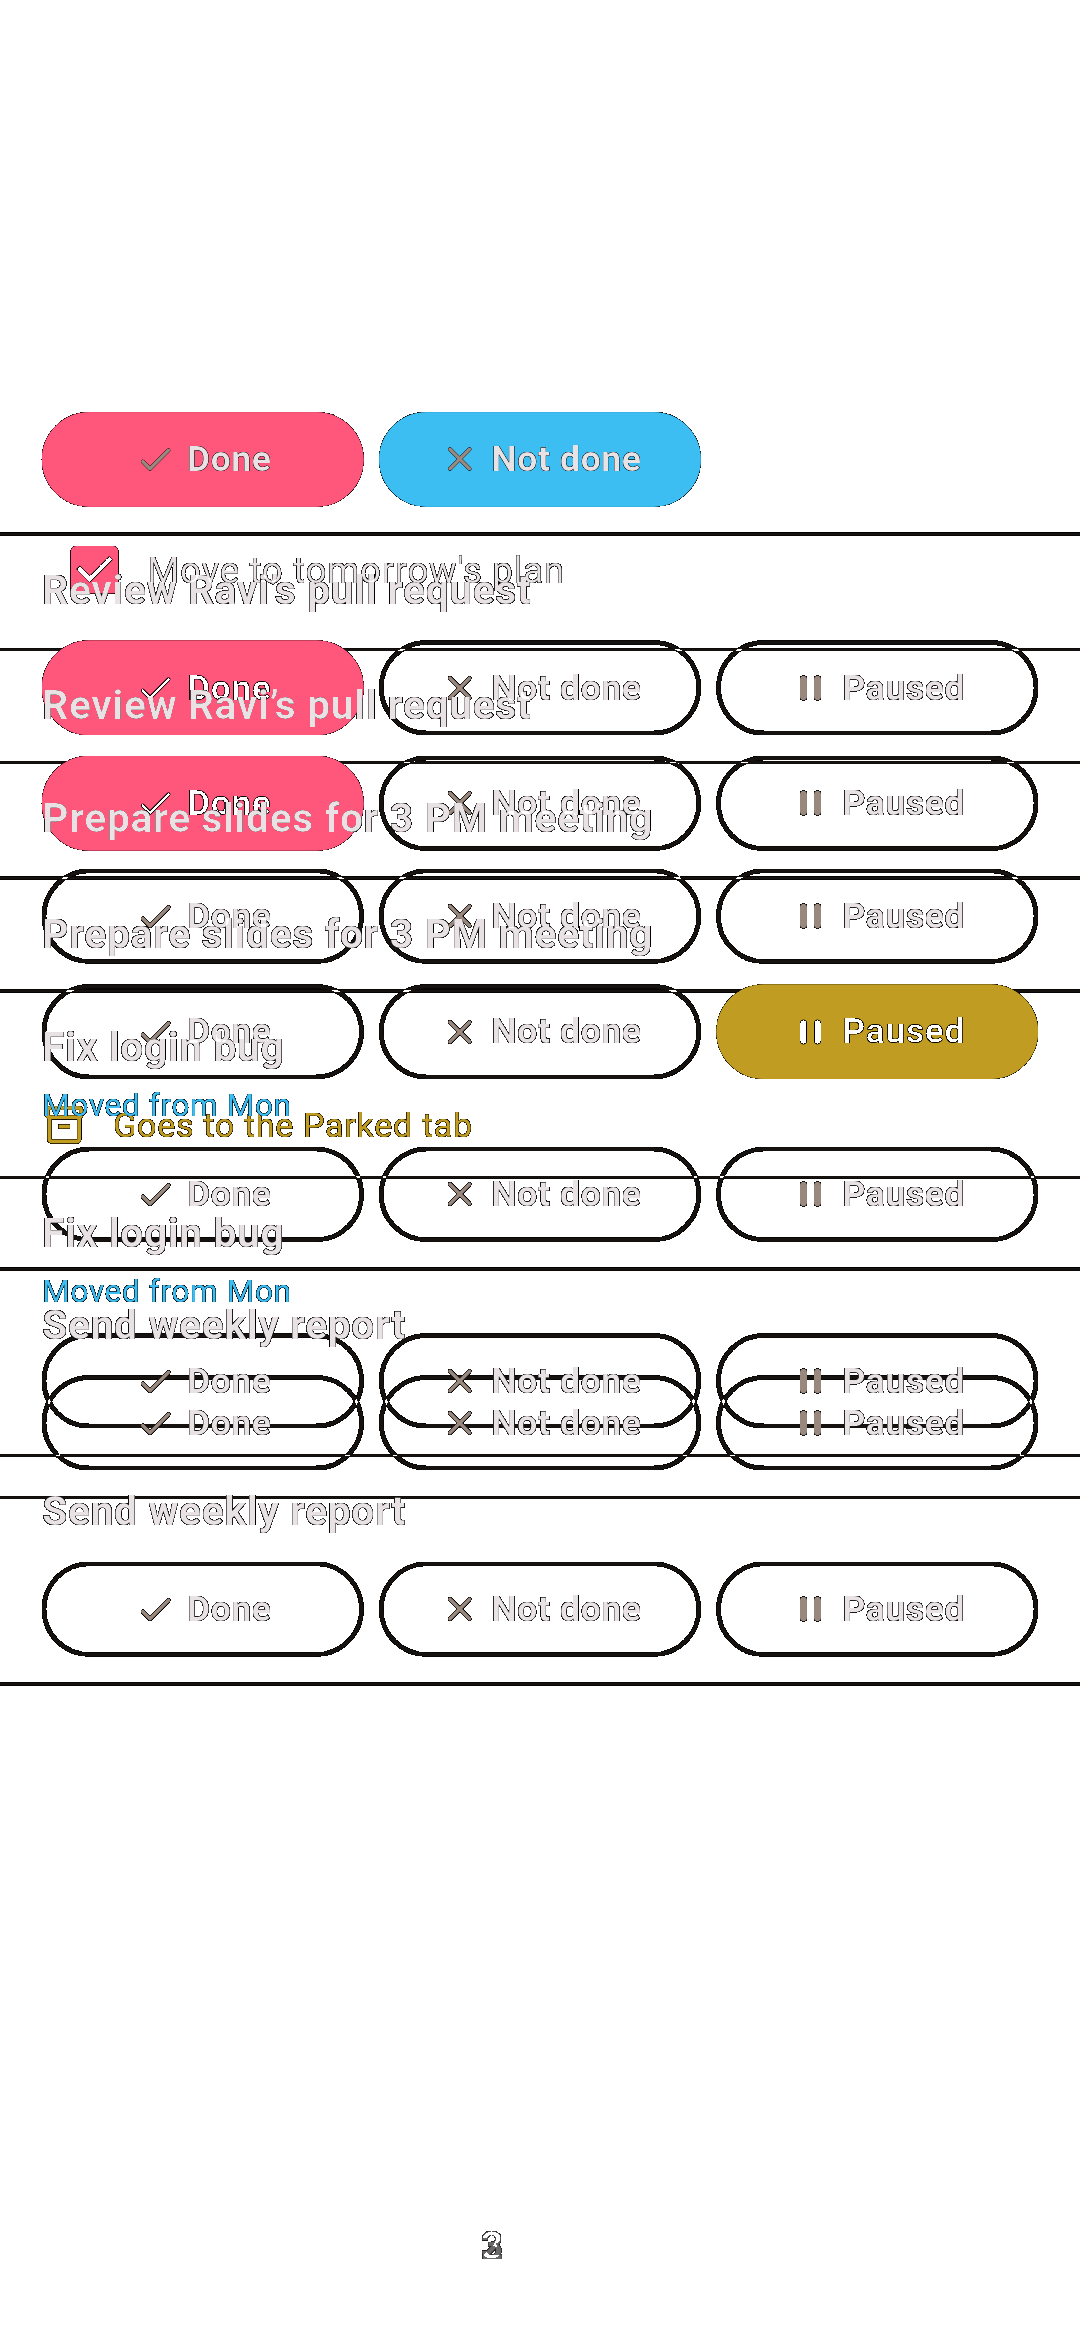 Done Not done
Move to tomorrow's plan
Review Ravi's pull request
Done Not done Paused
Review Ravi's pull request
Done Not done Paused
Prepare slides for 3 PM meeting
Done Not done Paused
Prepare slides for 3 PM meeting
Done Not done Paused
Fix login bug
Moved from Mon
Goes to the Parked tab
Done Not done Paused
Fix login bug
Moved from Mon
Send weekly report
Done Not done Paused
Done Not done Paused
Send weekly report
Done Not done Paused